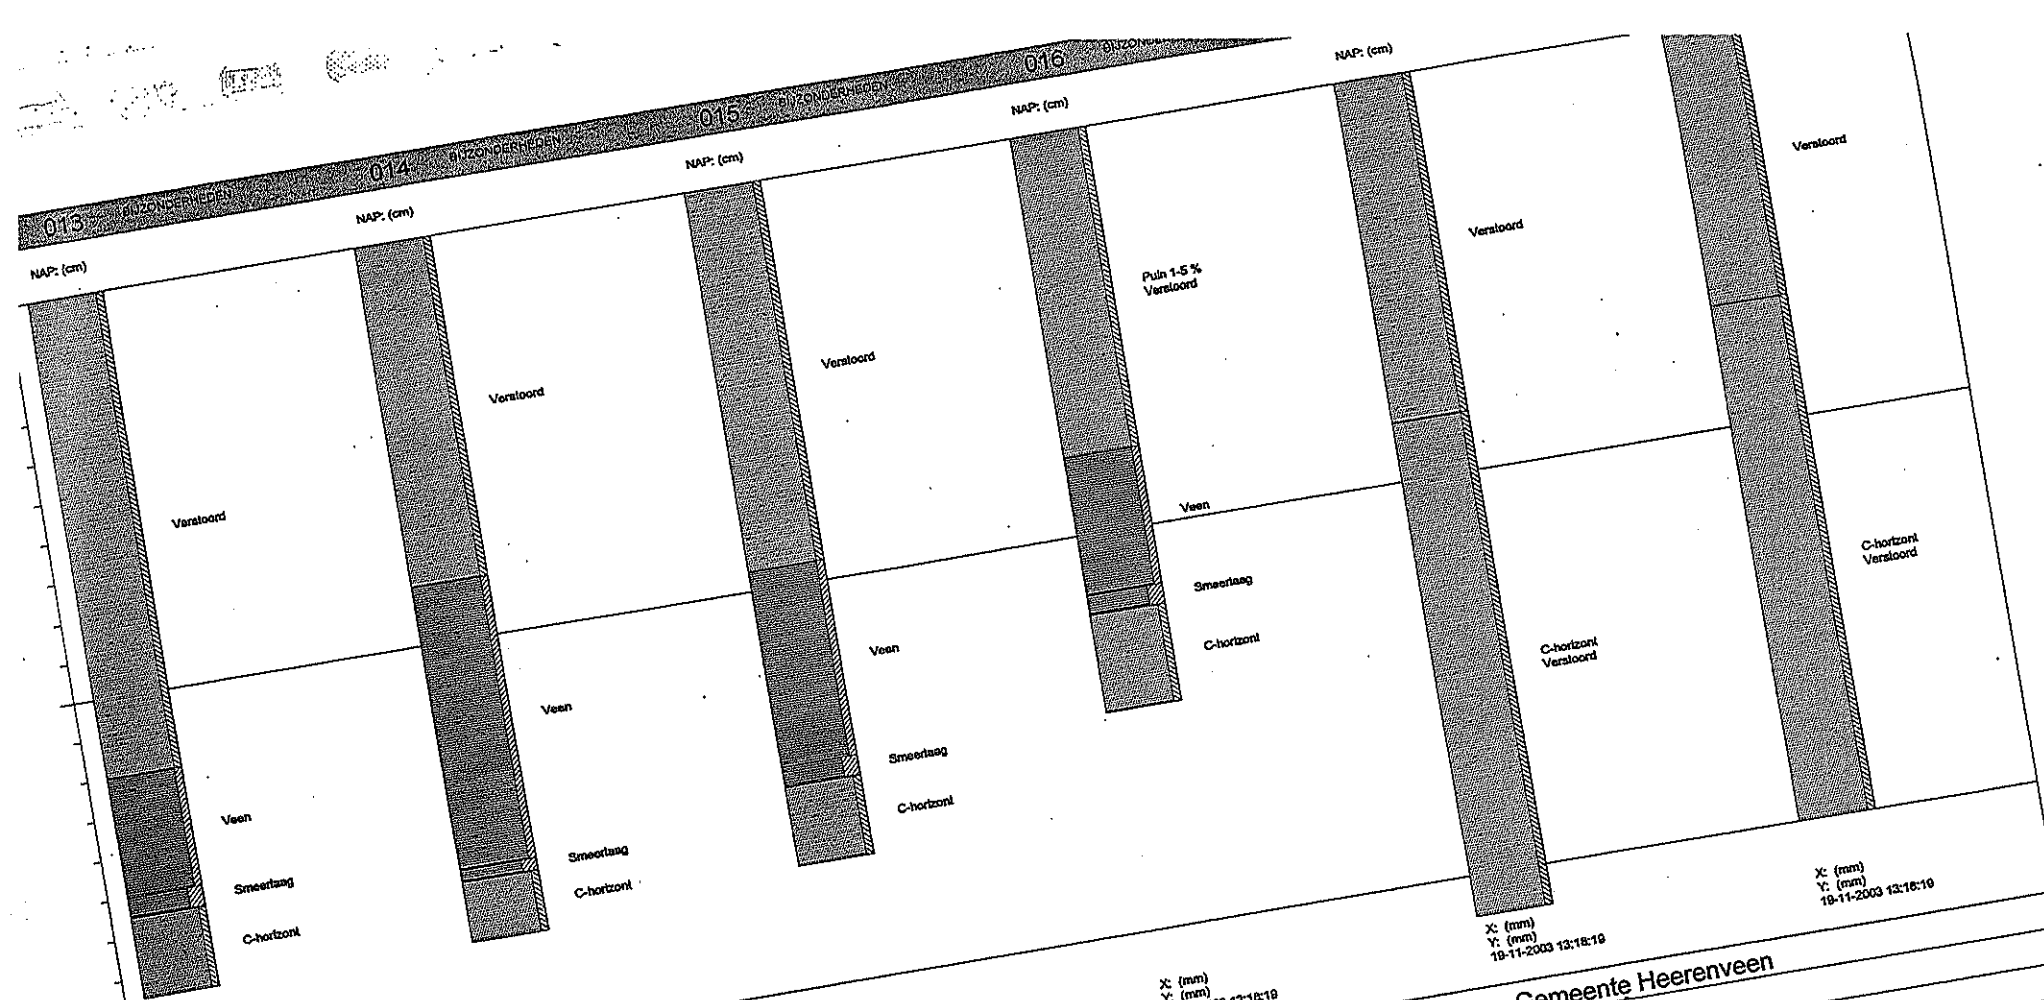 013 BIJZONDERHEDEN 014 BIJZONDERHEDEN 015 BIJZONDERHEDEN 016
NAP: (cm)
NAP: (cm)
NAP: (cm)
NAP: (cm)
NAP: (cm)
Verstoord
Veen
Smeerlaag
C-horizont
Verstoord
Veen
Smeerlaag
C-horizont
Verstoord
Veen
Smeerlaag
C-horizont
Puin 1-5 %
Verstoord
Veen
Smeerlaag
C-horizont
Verstoord
C-horizont
Verstoord
Verstoord
C-horizont
Verstoord
X: (mm)
Y: (mm)
X: (mm)
Y: (mm)
19-11-2003 13:18:19
X: (mm)
Y: (mm)
19-11-2003 13:18:19
Gemeente Heerenveen